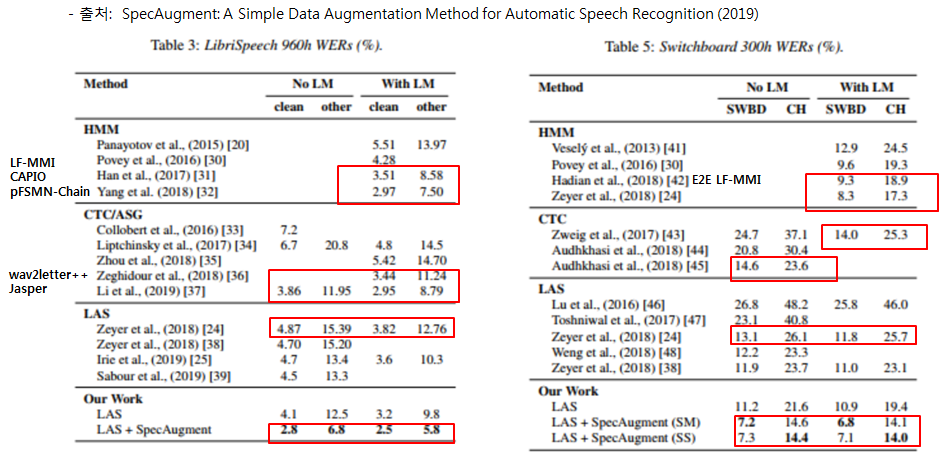 - 출처: SpecAugment: A Simple Data Augmentation Method for Automatic Speech Recognition (2019)
Table 3: LibriSpeech 960h WERs (%).
Method No LM With LM
clean other clean other
HMM
Panayotov et al., (2015) [20] 5.51 13.97
LF-MMI Povey et al., (2016) [30] 4.28
CAPIO Han et al., (2017) [31] 3.51 8.58
pFSMN-Chain Yang et al. (2018) [32] 2.97 7.50
CTC/ASG
Collobert et al., (2016) [33] 7.2
Liptchinsky et al., (2017) [34] 6.7 20.8 4.8 14.5
Zhou et al., (2018) [35] 5.42 14.70
wav2letter++ Zeghidour et al., (2018) [36] 3.44 11.24
Jasper Li et al., (2019) [37] 3.86 11.95 2.95 8.79
LAS
Zeyer et al., (2018) [24] 4.87 15.39 3.82 12.76
Zeyer et al., (2018) [38] 4.70 15.20
Irie et al., (2019) [25] 4.7 13.4 3.6 10.3
Sabour et al., (2019) [39] 4.5 13.3
Our Work
LAS 4.1 12.5 3.2 9.8
LAS + SpecAugment 2.8 6.8 2.5 5.8
Table 5: Switchboard 300h WERs (%).
Method No LM With LM
SWBD CH SWBD CH
HMM
Veselý et al., (2013) [41] 12.9 24.5
Povey et al., (2016) [30] 9.6 19.3
Hadian et al., (2018) [42] E2E LF-MMI 9.3 18.9
Zeyer et al., (2018) [24] 8.3 17.3
CTC
Zweig et al., (2017) [43] 24.7 37.1 14.0 25.3
Audhkhasi et al., (2018) [44] 20.8 30.4
Audhkhasi et al., (2018) [45] 14.6 23.6
LAS
Lu et al., (2016) [46] 26.8 48.2 25.8 46.0
Toshniwal et al., (2017) [47] 23.1 40.8
Zeyer et al., (2018) [24] 13.1 26.1 11.8 25.7
Weng et al., (2018) [48] 12.2 23.3
Zeyer et al., (2018) [38] 11.9 23.7 11.0 23.1
Our Work
LAS 11.2 21.6 10.9 19.4
LAS + SpecAugment (SM) 7.2 14.6 6.8 14.1
LAS + SpecAugment (SS) 7.3 14.4 7.1 14.0